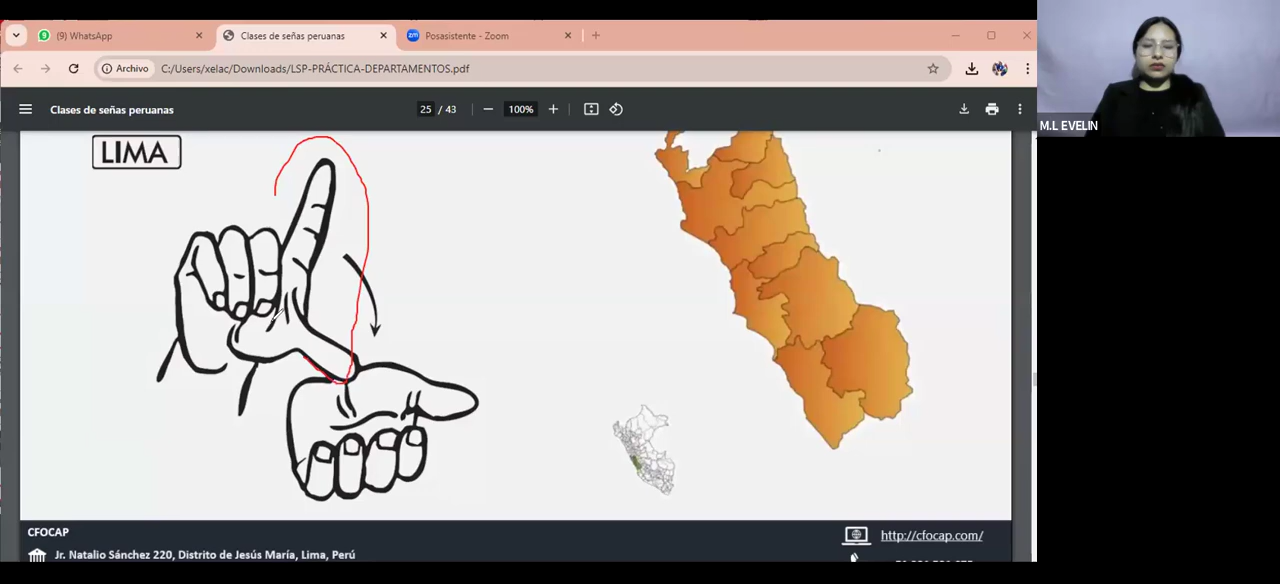 (9) WhatsApp
Clases de señas peruanas
Posasistente - Zoom
Archivo
C:/Users/xelac/Downloads/LSP-PRÁCTICA-DEPARTAMENTOS.pdf
Clases de señas peruanas
25 / 43
100%
M.L EVELIN
LIMA
CFOCAP
http://cfocap.com/
Jr. Natalio Sánchez 220, Distrito de Jesús María, Lima, Perú